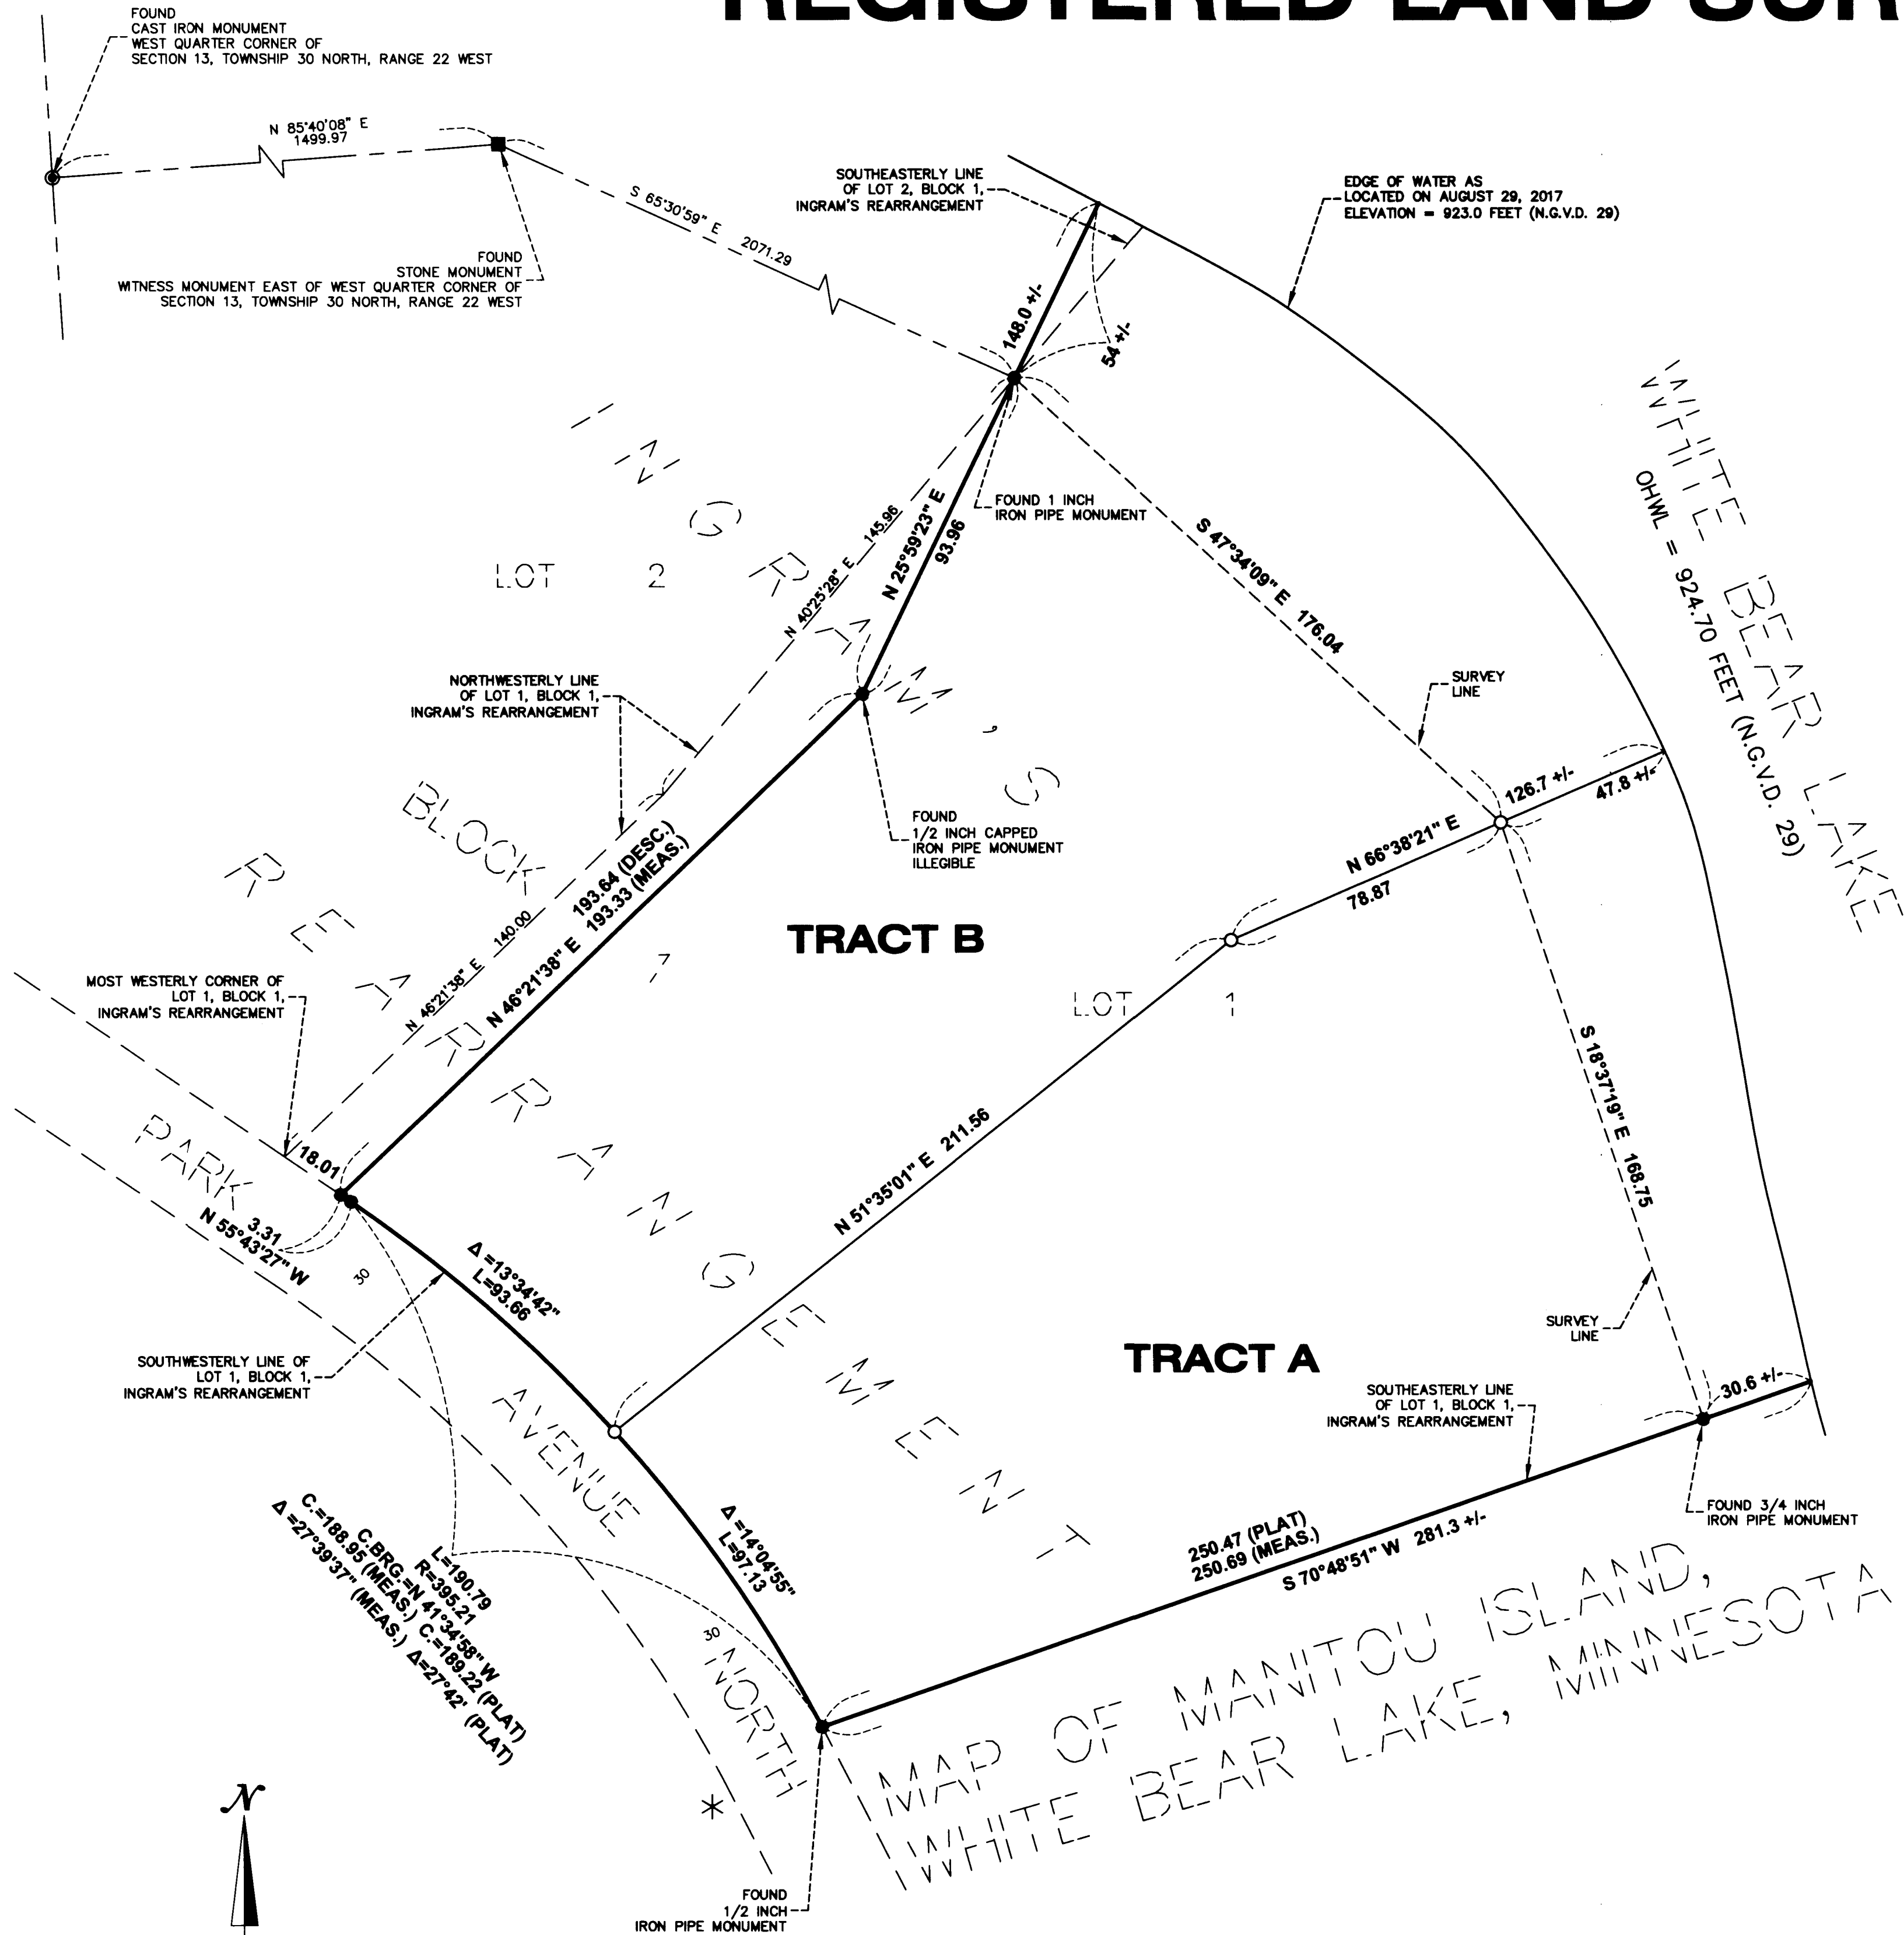 REGISTERED LAND SUR
FOUND
CAST IRON MONUMENT
WEST QUARTER CORNER OF
SECTION 13, TOWNSHIP 30 NORTH, RANGE 22 WEST
N 85°40'08" E
1499.97
S 65°30'59" E 2071.29
FOUND
STONE MONUMENT
WITNESS MONUMENT EAST OF WEST QUARTER CORNER OF
SECTION 13, TOWNSHIP 30 NORTH, RANGE 22 WEST
SOUTHEASTERLY LINE
OF LOT 2, BLOCK 1,
INGRAM'S REARRANGEMENT
EDGE OF WATER AS
LOCATED ON AUGUST 29, 2017
ELEVATION = 923.0 FEET (N.G.V.D. 29)
148.0 +/-
54 +/-
WHITE BEAR LAKE
OHWL = 924.70 FEET (N.G.V.D. 29)
FOUND 1 INCH
IRON PIPE MONUMENT
N 25°59'23" E
93.96
N 40°25'28" E 145.96
S 47°34'09" E 176.04
INGRAM'S
LOT 2
NORTHWESTERLY LINE
OF LOT 1, BLOCK 1,
INGRAM'S REARRANGEMENT
SURVEY
LINE
126.7 +/-
47.8 +/-
N 66°38'21" E
78.87
FOUND
1/2 INCH CAPPED
IRON PIPE MONUMENT
ILLEGIBLE
BLOCK 1
193.64 (DESC.)
193.33 (MEAS.)
N 46°21'38" E
N 46°21'38" E 140.00
TRACT B
LOT 1
REARRANGEMENT
MOST WESTERLY CORNER OF
LOT 1, BLOCK 1,
INGRAM'S REARRANGEMENT
18.01
PARK
3.31
N 55°43'27" W
30
N 51°35'01" E 211.56
S 18°37'19" E 168.75
Δ =13°34'42"
L=93.66
SOUTHWESTERLY LINE OF
LOT 1, BLOCK 1,
INGRAM'S REARRANGEMENT
SURVEY
LINE
TRACT A
AVENUE
SOUTHEASTERLY LINE
OF LOT 1, BLOCK 1,
INGRAM'S REARRANGEMENT
30.6 +/-
FOUND 3/4 INCH
IRON PIPE MONUMENT
Δ =14°04'55"
L=97.13
L=190.79
R=395.21
C.BRG.=N 41°34'58" W
C.=188.95 (MEAS.) C.=189.22 (PLAT)
Δ =27°39'37" (MEAS.) Δ=27°42' (PLAT)
250.47 (PLAT)
250.69 (MEAS.)
S 70°48'51" W 281.3 +/-
30
NORTH
*
MAP OF MANITOU ISLAND,
WHITE BEAR LAKE, MINNESOTA
N
FOUND
1/2 INCH
IRON PIPE MONUMENT